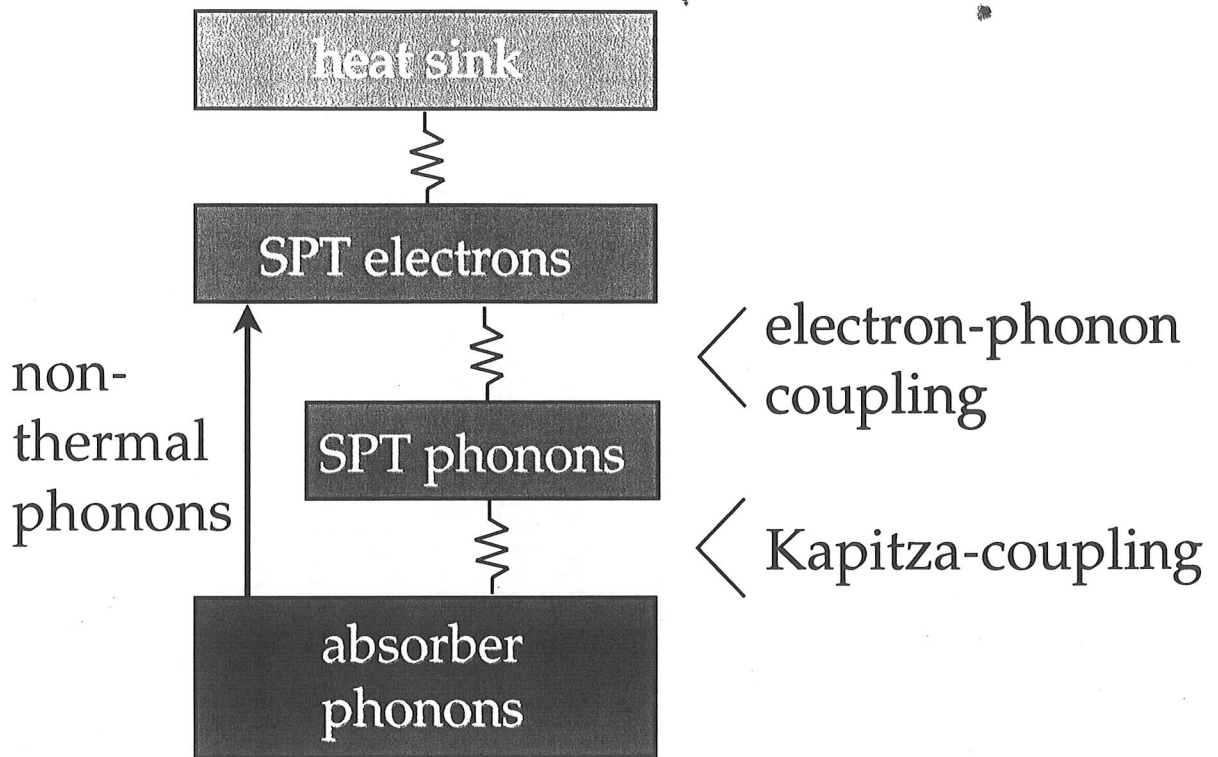 heat sink
SPT electrons
electron-phonon
coupling
non-
thermal
phonons
SPT phonons
Kapitza-coupling
absorber
phonons